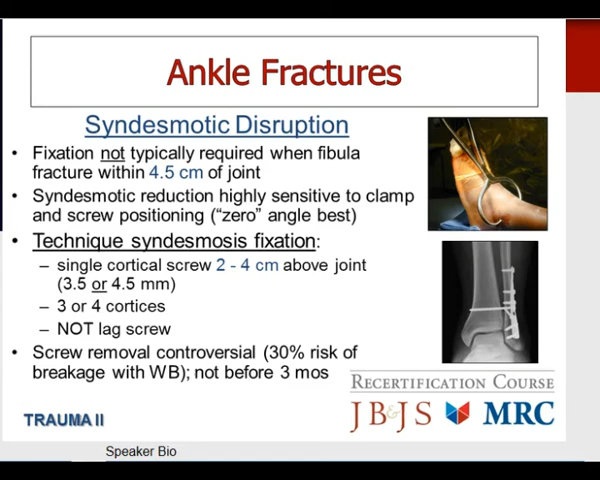 Ankle Fractures
Syndesmotic Disruption
• Fixation not typically required when fibula
fracture within 4.5 cm of joint
• Syndesmotic reduction highly sensitive to clamp
and screw positioning (“zero” angle best)
• Technique syndesmosis fixation:
– single cortical screw 2 - 4 cm above joint
(3.5 or 4.5 mm)
– 3 or 4 cortices
– NOT lag screw
• Screw removal controversial (30% risk of
breakage with WB); not before 3 mos
RECERTIFICATION COURSE
JB&JS MRC
TRAUMA II
Speaker Bio